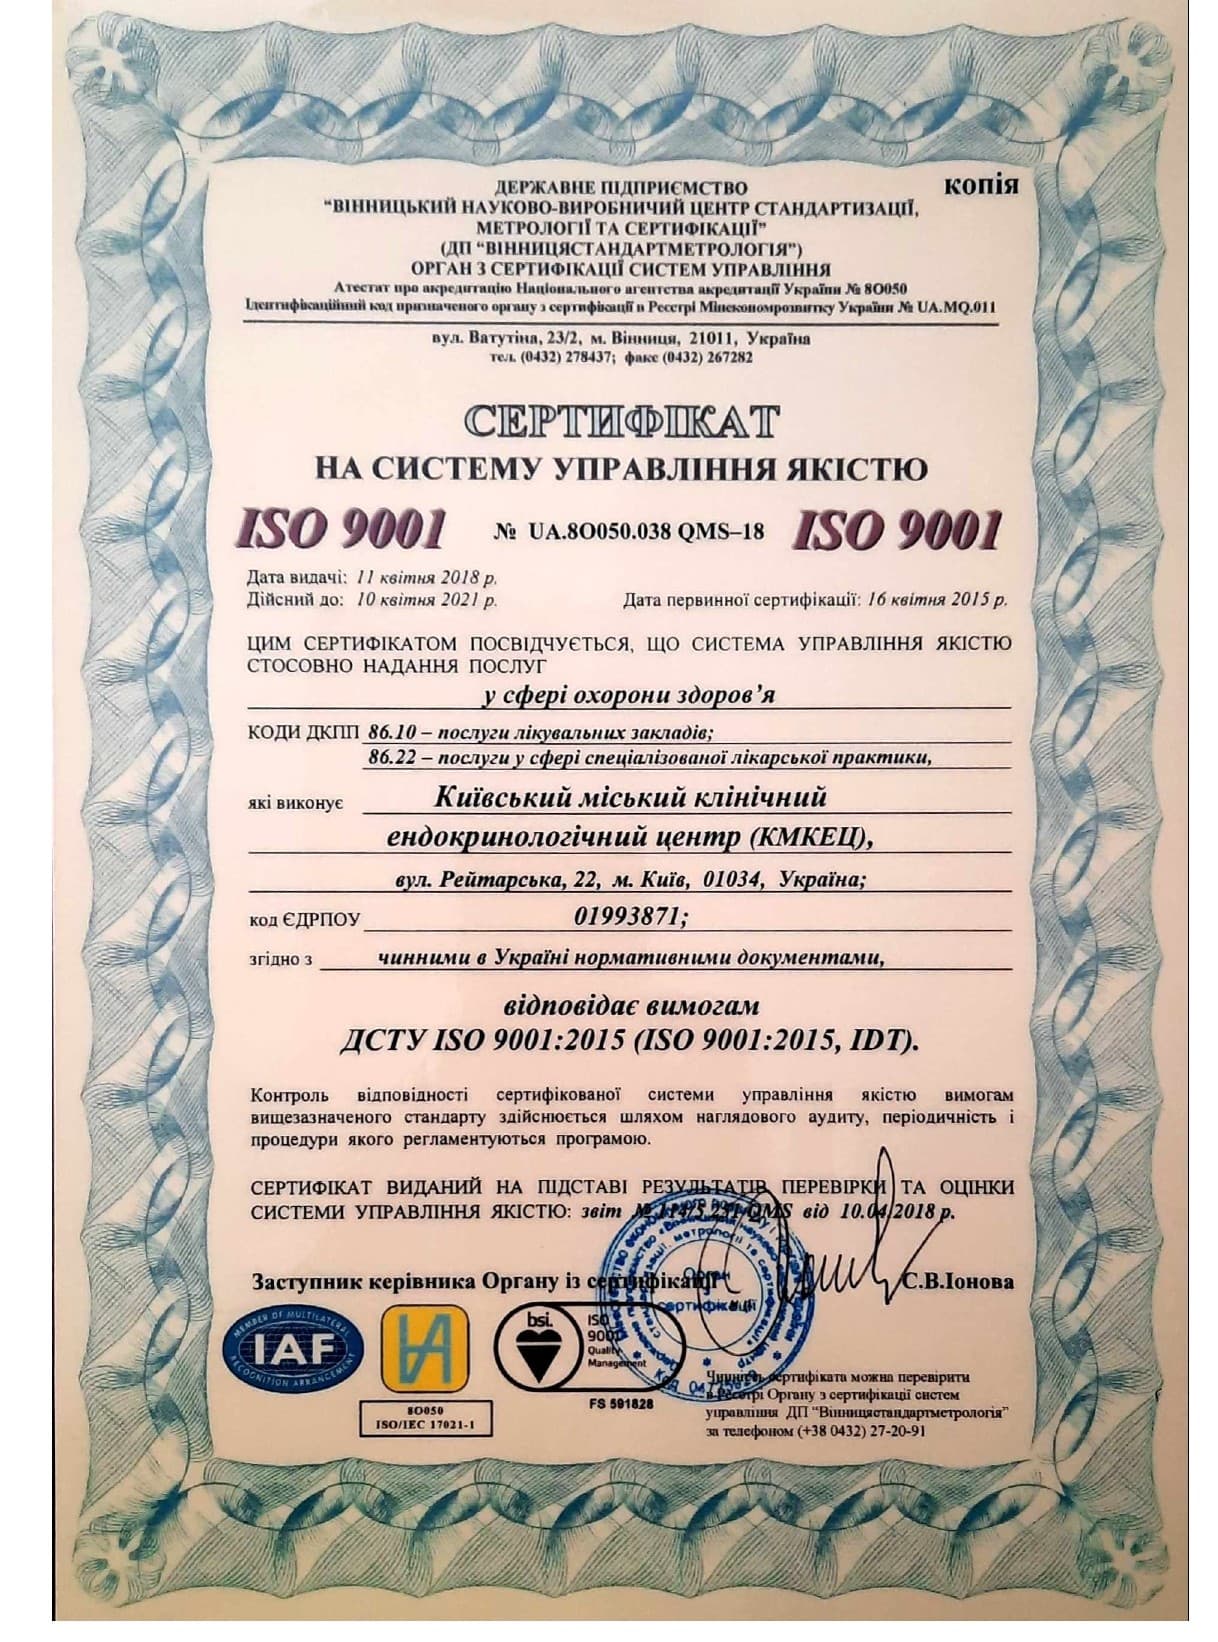 копія
ДЕРЖАВНЕ ПІДПРИЄМСТВО
“ВІННИЦЬКИЙ НАУКОВО-ВИРОБНИЧИЙ ЦЕНТР СТАНДАРТИЗАЦІЇ,
МЕТРОЛОГІЇ ТА СЕРТИФІКАЦІЇ”
(ДП “ВІННИЦЯСТАНДАРТМЕТРОЛОГІЯ”)
ОРГАН З СЕРТИФІКАЦІЇ СИСТЕМ УПРАВЛІННЯ
Атестат про акредитацію Національного агентства акредитації України № 8О050
Ідентифікаційний код призначеного органу з сертифікації в Реєстрі Мінекономрозвитку України № UA.MQ.011
вул. Ватутіна, 23/2, м. Вінниця, 21011, Україна
тел. (0432) 278437; факс (0432) 267282
СЕРТИФІКАТ
НА СИСТЕМУ УПРАВЛІННЯ ЯКІСТЮ
ISO 9001 № UA.8О050.038 QMS–18 ISO 9001
Дата видачі: 11 квітня 2018 р.
Дійсний до: 10 квітня 2021 р. Дата первинної сертифікації: 16 квітня 2015 р.
ЦИМ СЕРТИФІКАТОМ ПОСВІДЧУЄТЬСЯ, ЩО СИСТЕМА УПРАВЛІННЯ ЯКІСТЮ
СТОСОВНО НАДАННЯ ПОСЛУГ
у сфері охорони здоров’я
КОДИ ДКПП 86.10 – послуги лікувальних закладів;
86.22 – послуги у сфері спеціалізованої лікарської практики,
які виконує Київський міський клінічний
ендокринологічний центр (КМКЕЦ),
вул. Рейтарська, 22, м. Київ, 01034, Україна;
код ЄДРПОУ 01993871;
згідно з чинними в Україні нормативними документами,
відповідає вимогам
ДСТУ ISO 9001:2015 (ISO 9001:2015, IDT).
Контроль відповідності сертифікованої системи управління якістю вимогам
вищезазначеного стандарту здійснюється шляхом наглядового аудиту, періодичність і
процедури якого регламентуються програмою.
СЕРТИФІКАТ ВИДАНИЙ НА ПІДСТАВІ РЕЗУЛЬТАТІВ ПЕРЕВІРКИ ТА ОЦІНКИ
СИСТЕМИ УПРАВЛІННЯ ЯКІСТЮ: звіт № QMS від 10.04.2018 р.
Заступник керівника Органу із сертифікації С.В.Іонова
Орган
з
сертифікації
MEMBER OF MULTILATERAL
IAF
RECOGNITION ARRANGEMENT
8О050
ISO/IEC 17021-1
bsi.
ISO
9001
Quality
Management
FS 591828
Чинність сертифіката можна перевірити
в Реєстрі Органу з сертифікації систем
управління ДП “Вінницястандартметрологія”
за телефоном (+38 0432) 27-20-91